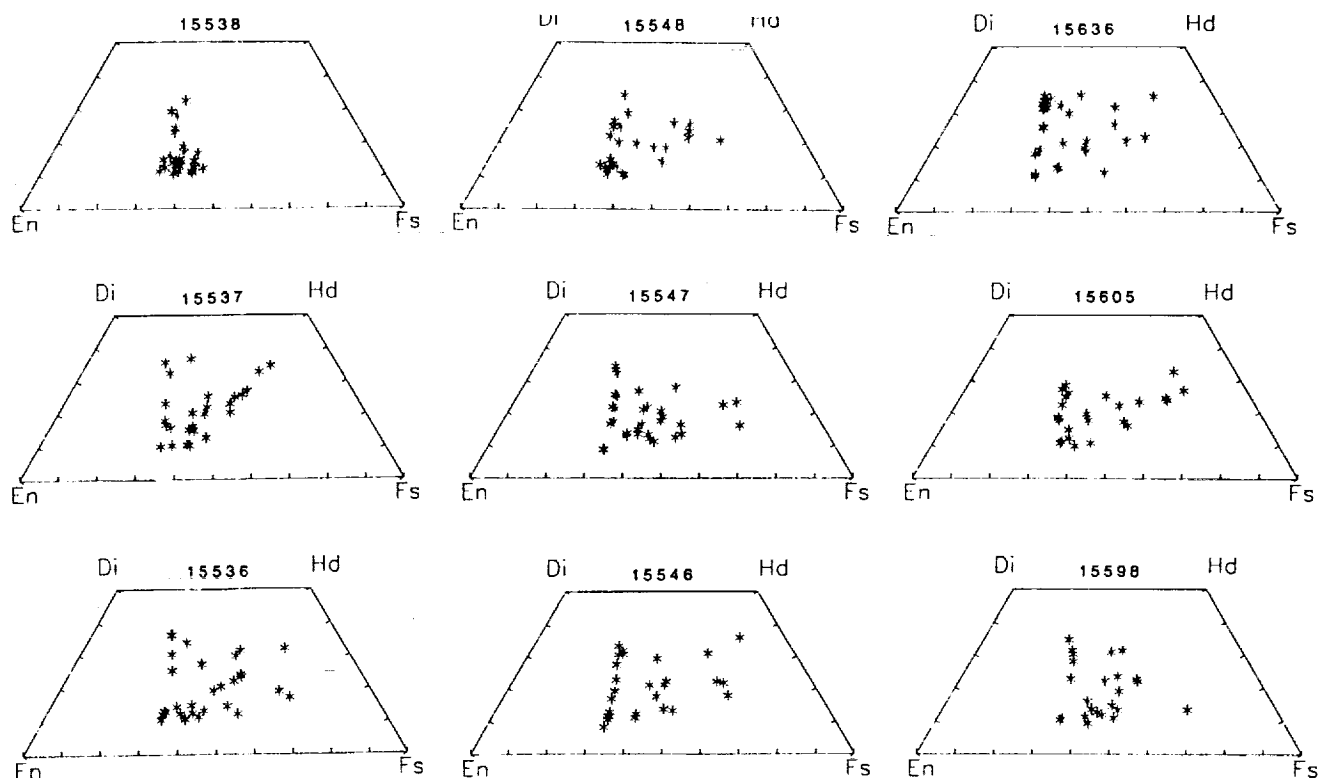 15538
En Fs
Di 15548 Hd
En Fs
Di 15636 Hd
En Fs
Di 15537 Hd
En Fs
Di 15547 Hd
En Fs
Di 15605 Hd
En Fs
Di 15536 Hd
En Fs
Di 15546 Hd
En Fs
Di 15598 Hd
En Fs